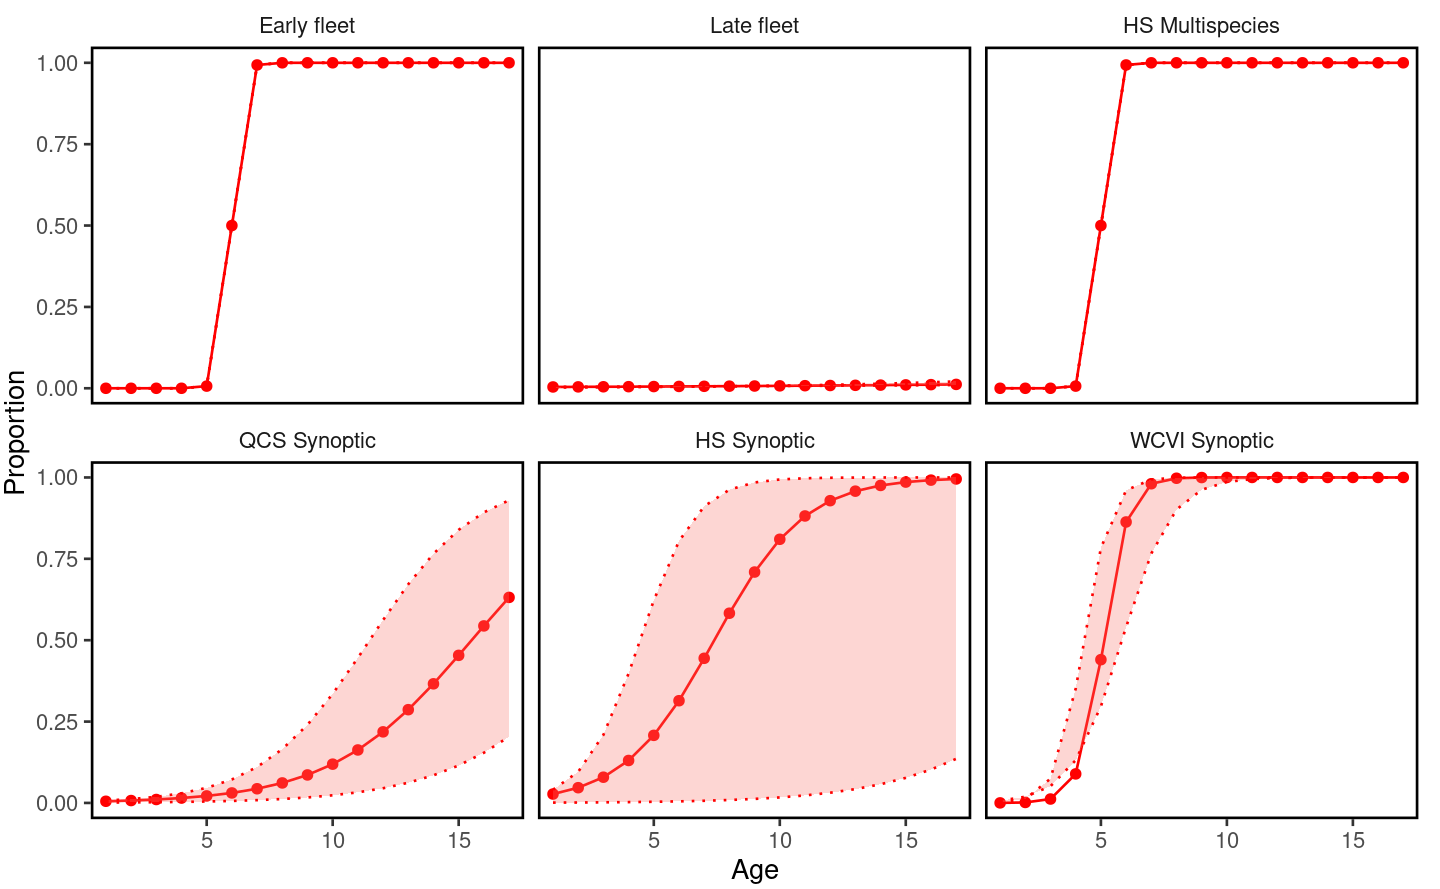 Early fleet
Late fleet
HS Multispecies
1.00
0.75
0.50
0.25
0.00
Proportion
QCS Synoptic
HS Synoptic
WCVI Synoptic
1.00
0.75
0.50
0.25
0.00
5 10 15
5 10 15
5 10 15
Age